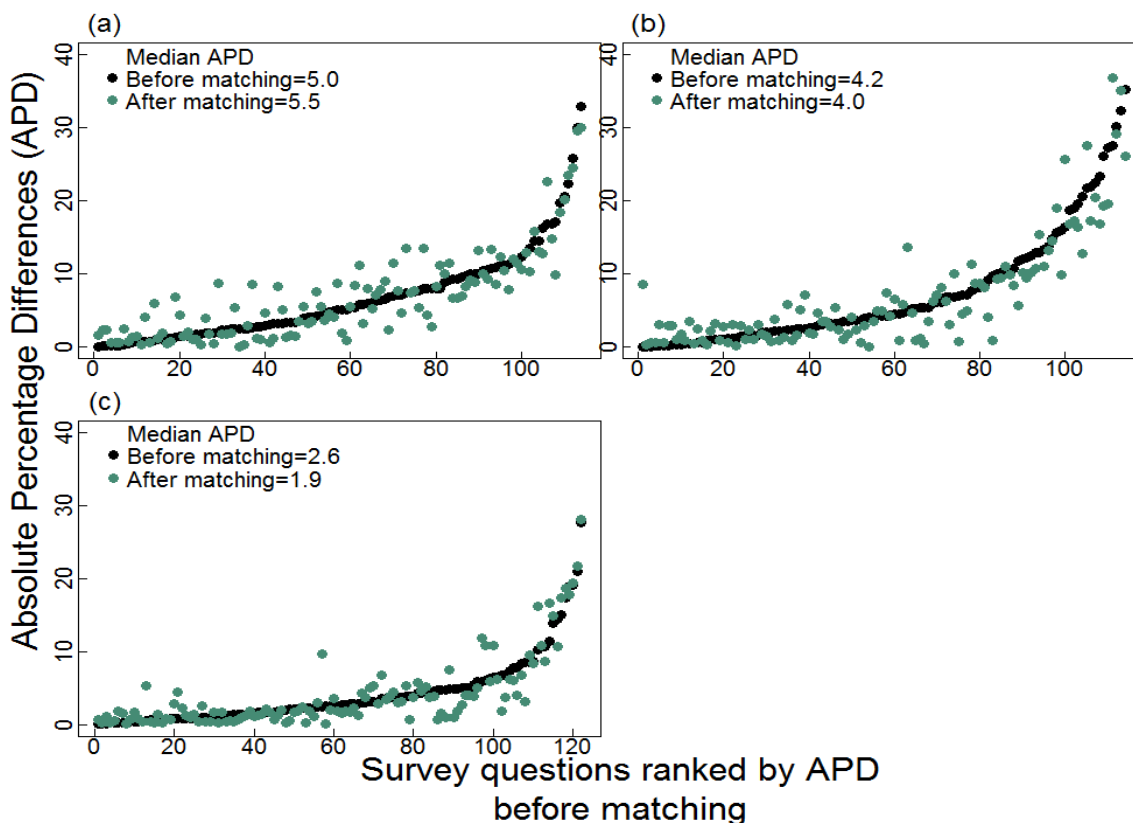 (a)
Median APD
Before matching=5.0
After matching=5.5
40
30
20
10
0
0 20 40 60 80 100
(b)
Median APD
Before matching=4.2
After matching=4.0
40
30
20
10
0
0 20 40 60 80 100
(c)
Median APD
Before matching=2.6
After matching=1.9
40
30
20
10
0
0 20 40 60 80 100 120
Absolute Percentage Differences (APD)
Survey questions ranked by APD
before matching